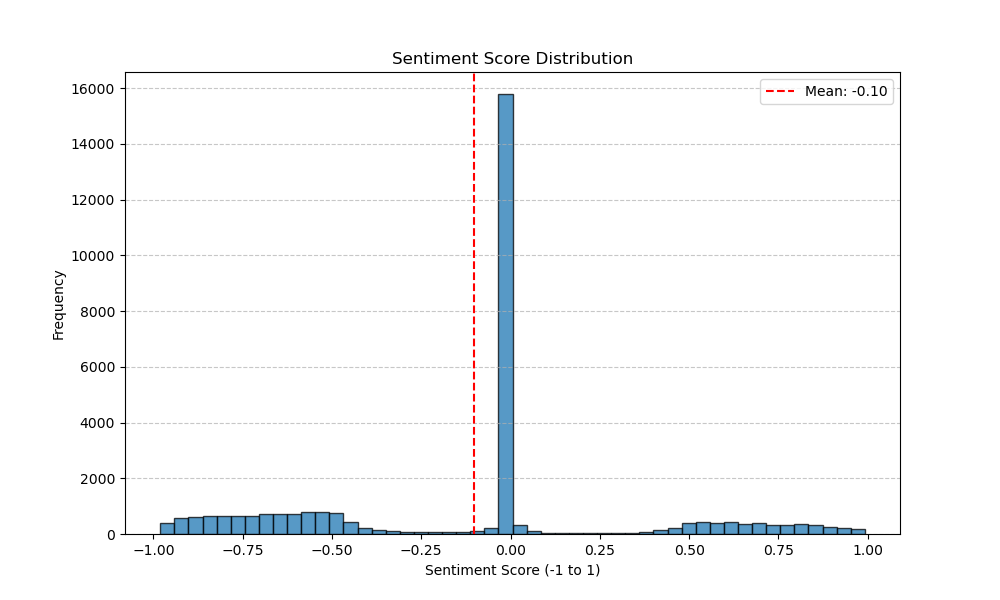 Sentiment Score Distribution
Mean: -0.10
16000
14000
12000
10000
8000
6000
4000
2000
0
Frequency
−1.00 −0.75 −0.50 −0.25 0.00 0.25 0.50 0.75 1.00
Sentiment Score (-1 to 1)